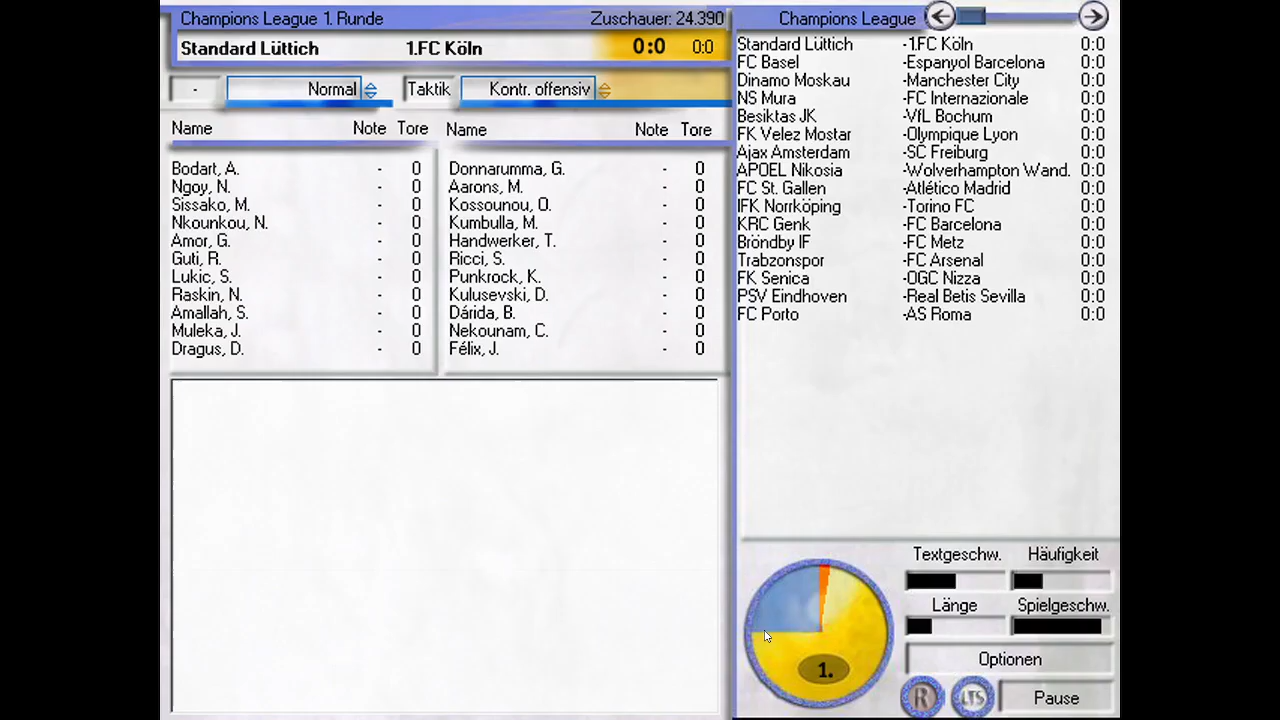 Champions League 1. Runde Zuschauer: 24.390
Standard Lüttich 1.FC Köln 0:0 0:0
- Normal Taktik Kontr. offensiv
Name Note Tore Name Note Tore
Bodart, A. - 0 Donnarumma, G. - 0
Ngoy, N. - 0 Aarons, M. - 0
Sissako, M. - 0 Kossounou, O. - 0
Nkounkou, N. - 0 Kumbulla, M. - 0
Amor, G. - 0 Handwerker, T. - 0
Guti, R. - 0 Ricci, S. - 0
Lukic, S. - 0 Punkrock, K. - 0
Raskin, N. - 0 Kulusevski, D. - 0
Amallah, S. - 0 Dárida, B. - 0
Muleka, J. - 0 Nekounam, C. - 0
Dragus, D. - 0 Félix, J. - 0
Champions League
Standard Lüttich -1.FC Köln 0:0
FC Basel -Espanyol Barcelona 0:0
Dinamo Moskau -Manchester City 0:0
NS Mura -FC Internazionale 0:0
Besiktas JK -VfL Bochum 0:0
FK Velez Mostar -Olympique Lyon 0:0
Ajax Amsterdam -SC Freiburg 0:0
APOEL Nikosia -Wolverhampton Wand. 0:0
FC St. Gallen -Atlético Madrid 0:0
IFK Norrköping -Torino FC 0:0
KRC Genk -FC Barcelona 0:0
Bröndby IF -FC Metz 0:0
Trabzonspor -FC Arsenal 0:0
FK Senica -OGC Nizza 0:0
PSV Eindhoven -Real Betis Sevilla 0:0
FC Porto -AS Roma 0:0
Textgeschw. Häufigkeit
Länge Spielgeschw.
1.
Optionen
R LTS Pause